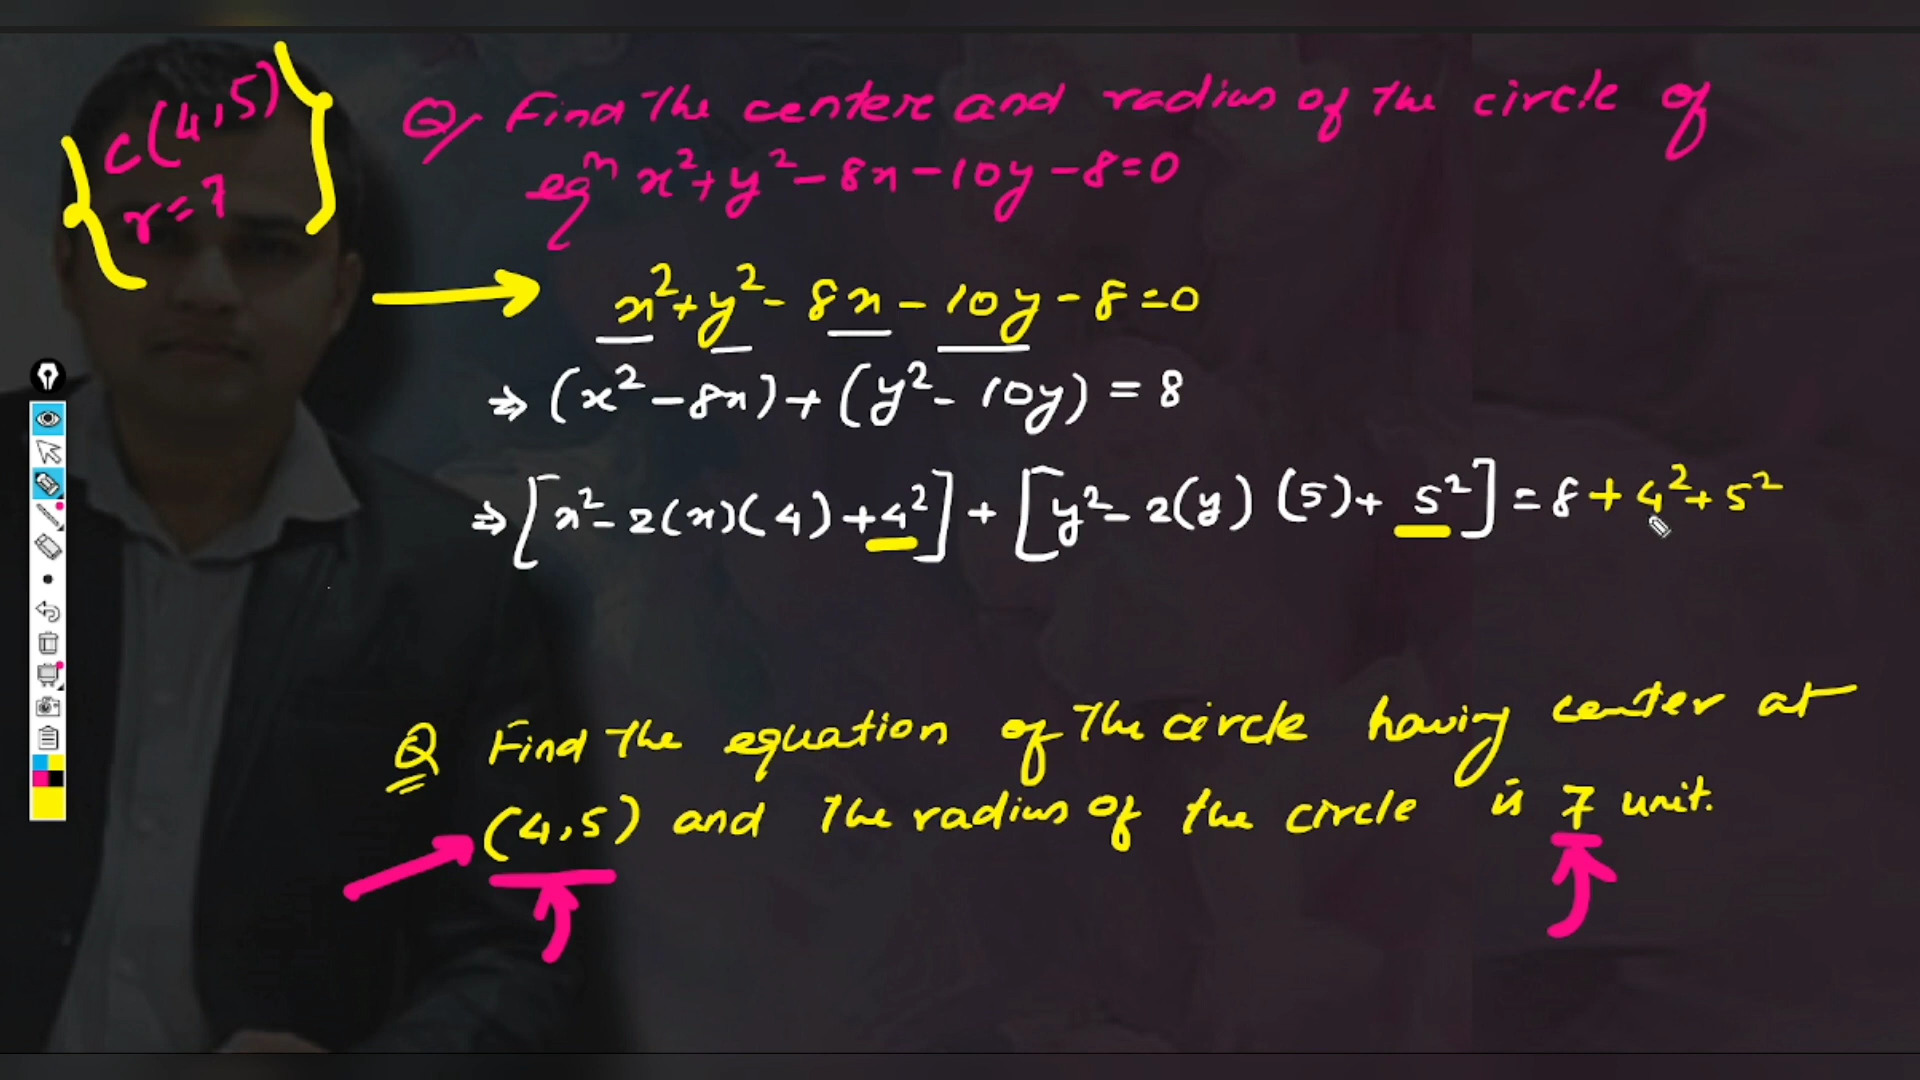 c(4,5)
r=7
Q/ Find the centere and radius of the circle of
eqⁿ x²+y²-8x-10y-8=0
x²+y²-8x-10y-8=0
⇒ (x²-8x)+(y²-10y)=8
⇒ [x²-2(x)(4)+4²]+[y²-2(y)(5)+5²]=8+4²+5²
Q Find the equation of the circle having center at
(4,5) and the radius of the circle is 7 unit.